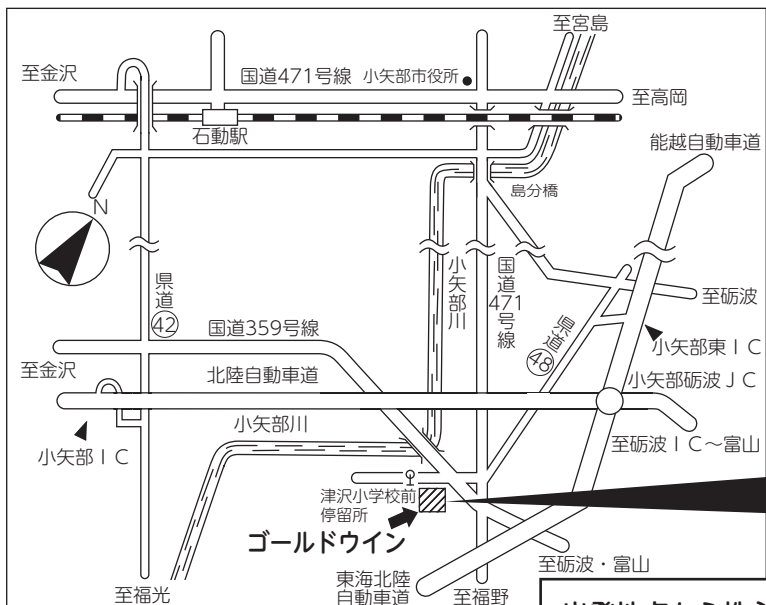 至宮島
至金沢
国道471号線
小矢部市役所
至高岡
石動駅
能越自動車道
島分橋
N
県道
42
小矢部川
国道
471
号線
至砺波
県道
48
国道359号線
小矢部東IC
至金沢
北陸自動車道
小矢部砺波JC
小矢部川
小矢部IC
至砺波IC〜富山
津沢小学校前
停留所
ゴールドウイン
至砺波・富山
至福光
東海北陸
自動車道
至福野